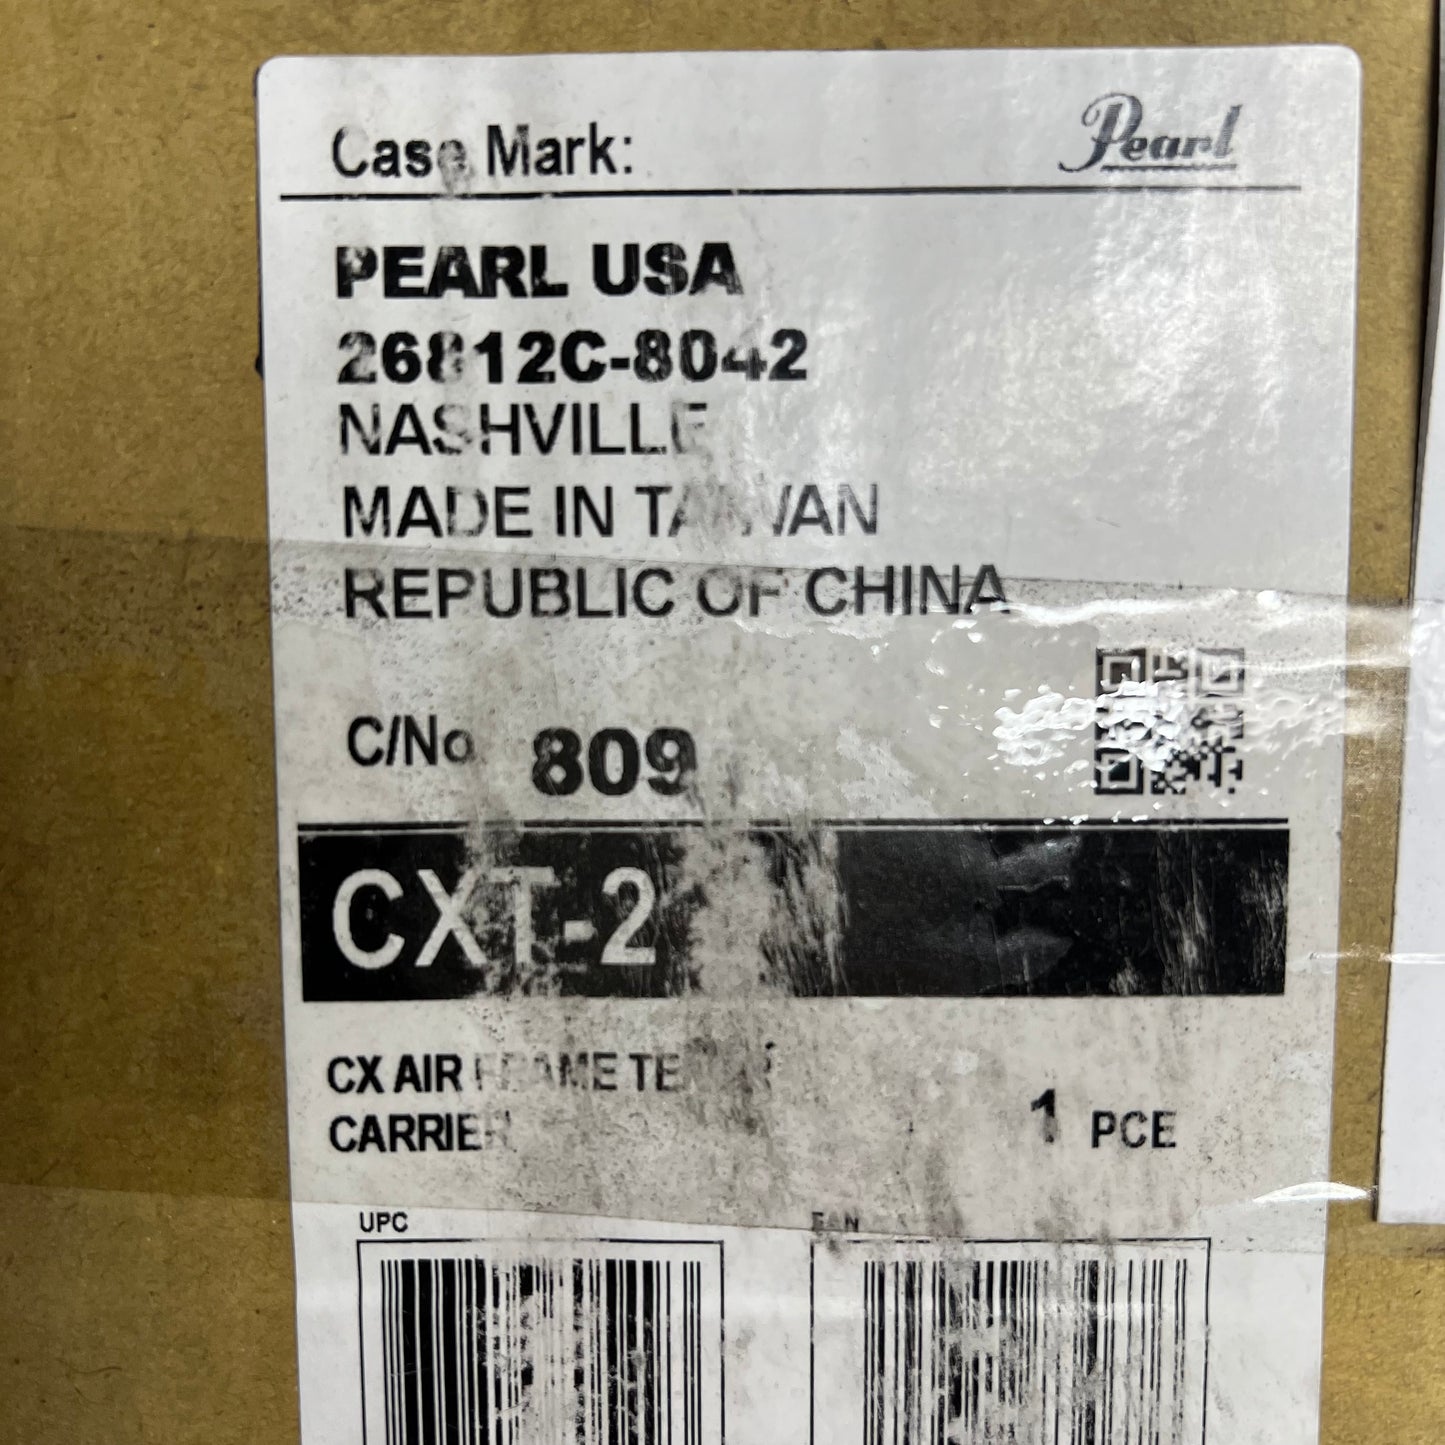 Case Mark:
Pearl
PEARL USA
26812C-8042
NASHVILLE
MADE IN TAIWAN
REPUBLIC OF CHINA
C/No 809
CXT-2
CX AIR FRAME
CARRIER
1 PCE
UPC
EAN